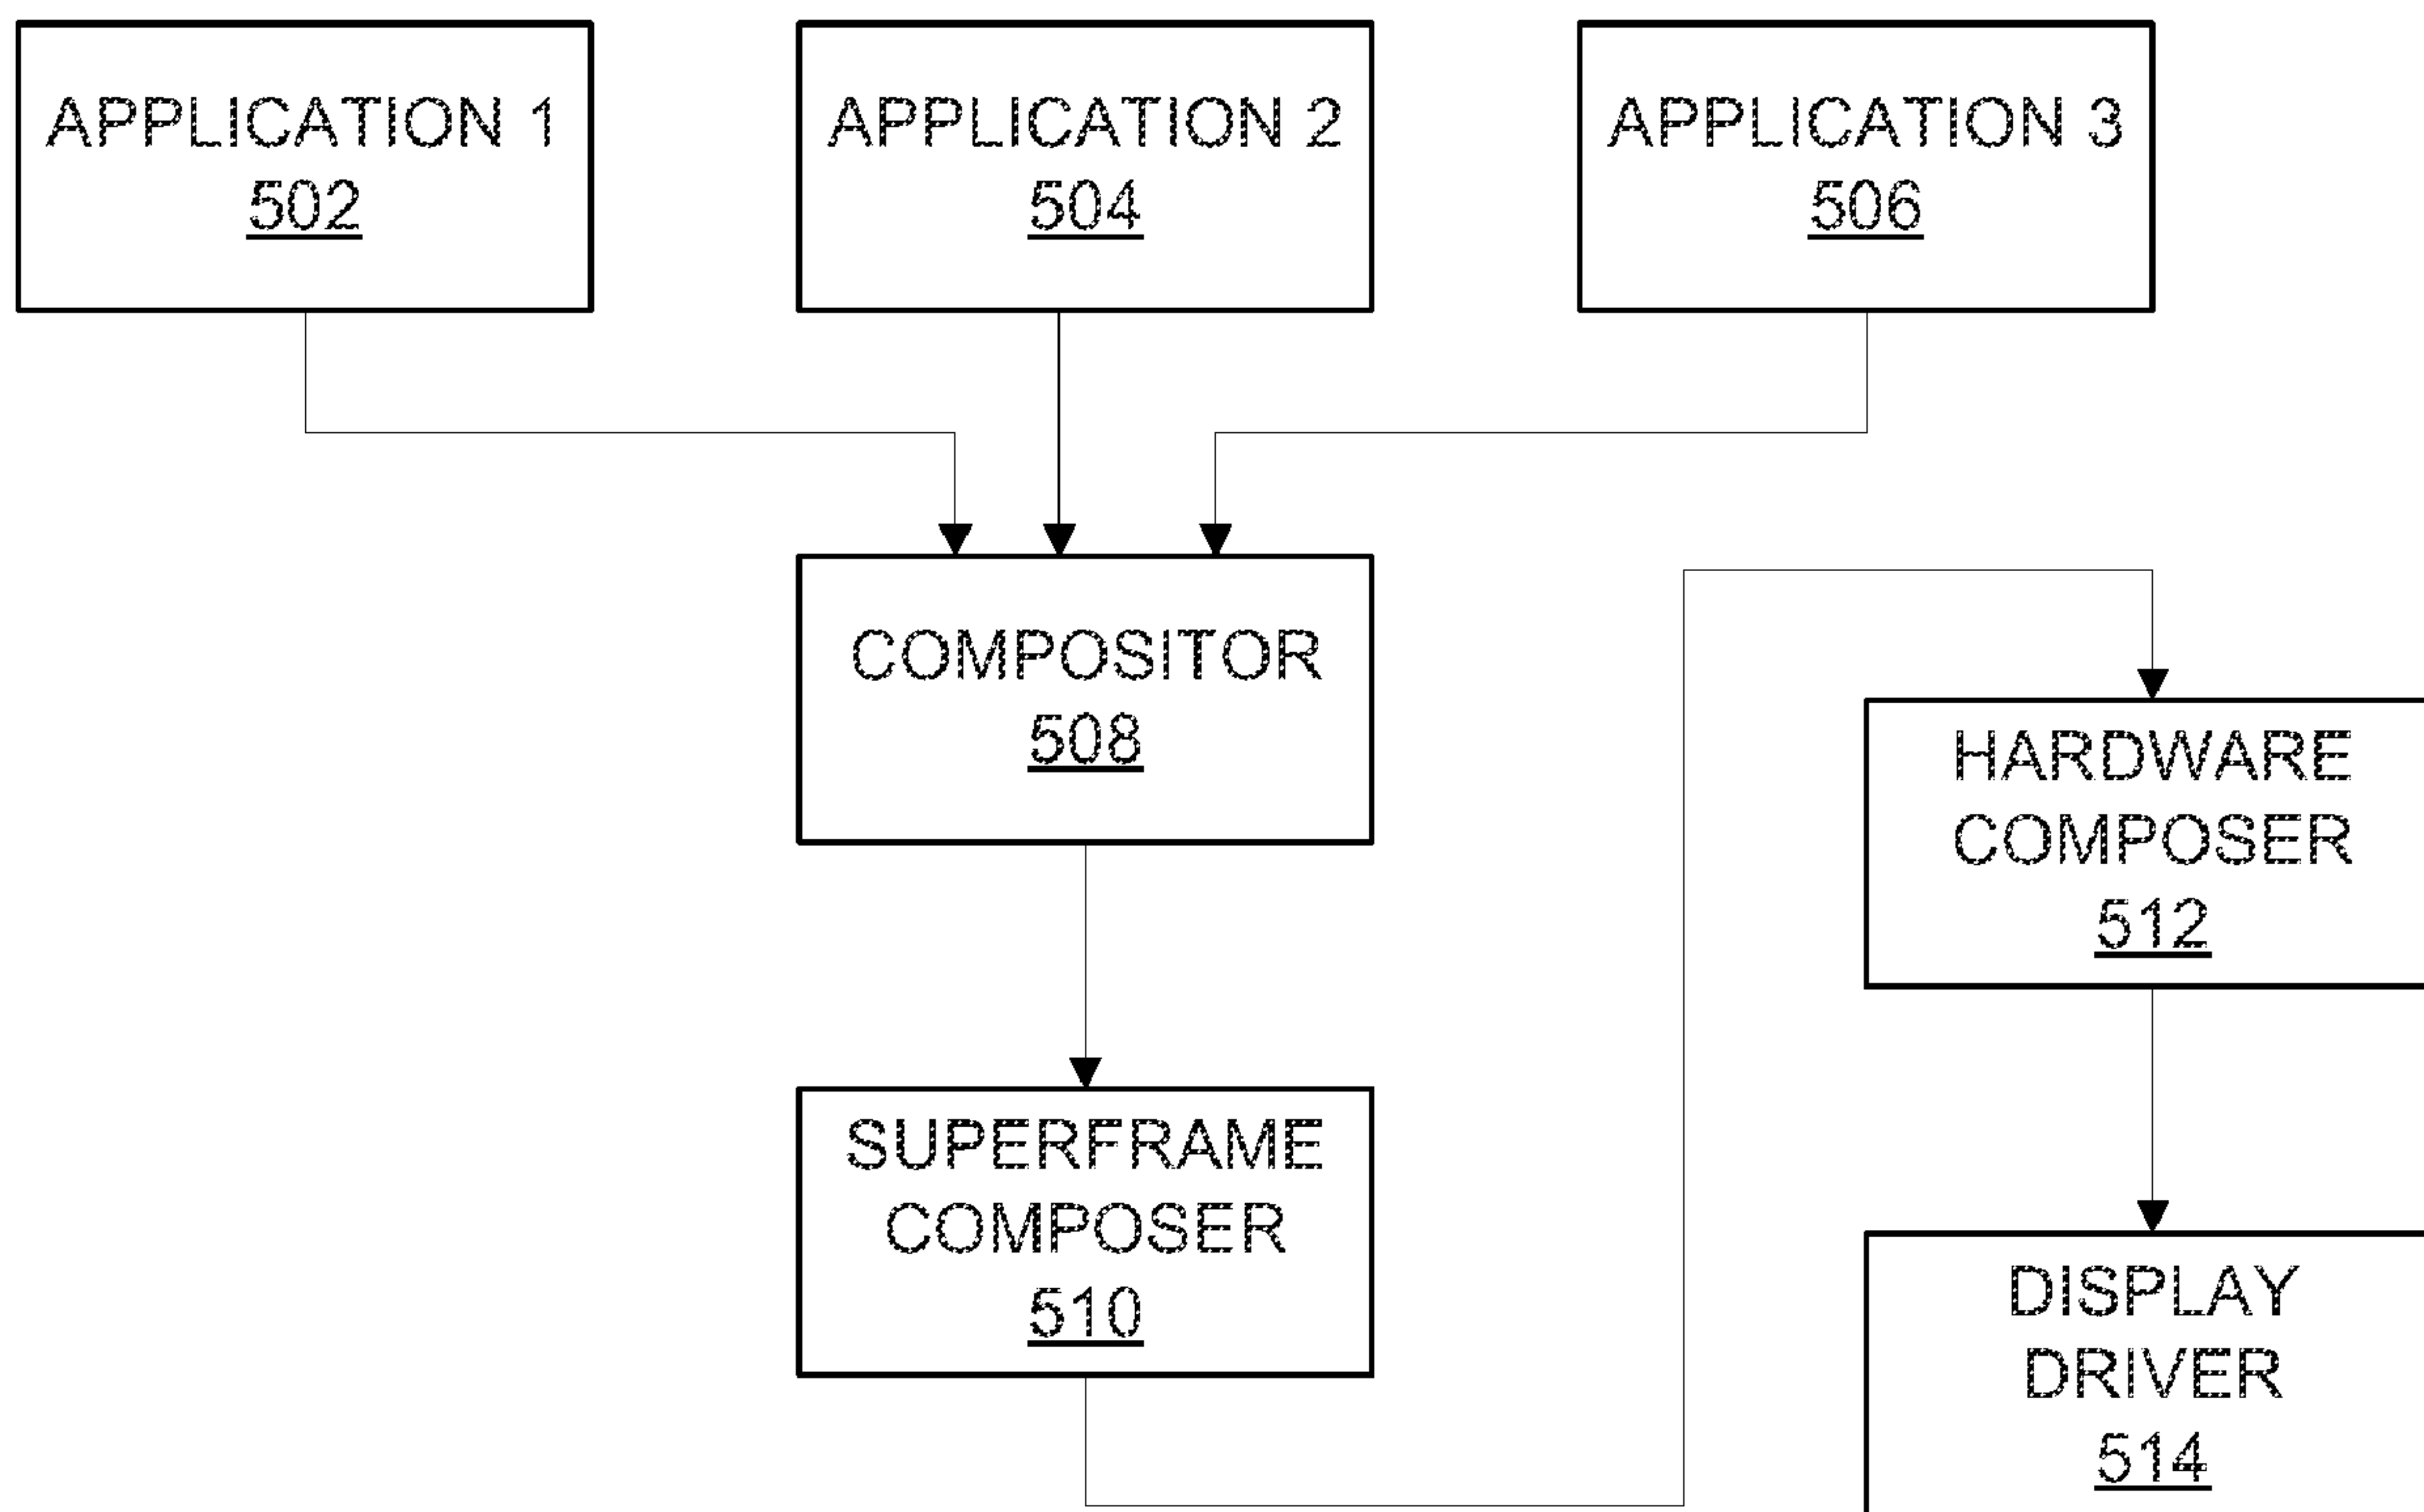 APPLICATION 1
502
APPLICATION 2
504
APPLICATION 3
506
COMPOSITOR
508
SUPERFRAME
COMPOSER
510
HARDWARE
COMPOSER
512
DISPLAY
DRIVER
514